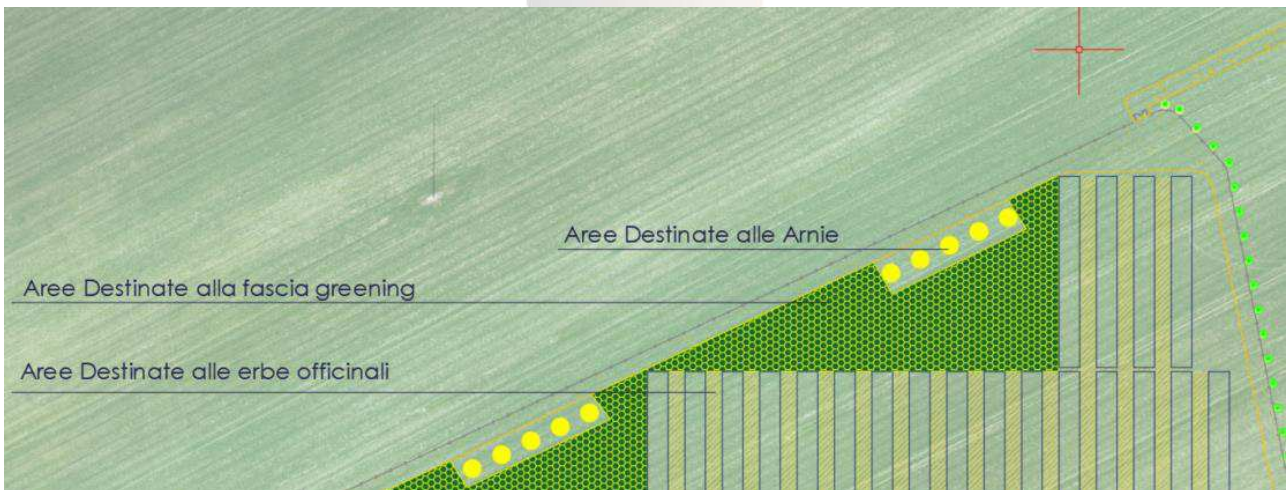 Aree Destinate alle Arnie
Aree Destinate alla fascia greening
Aree Destinate alle erbe officinali